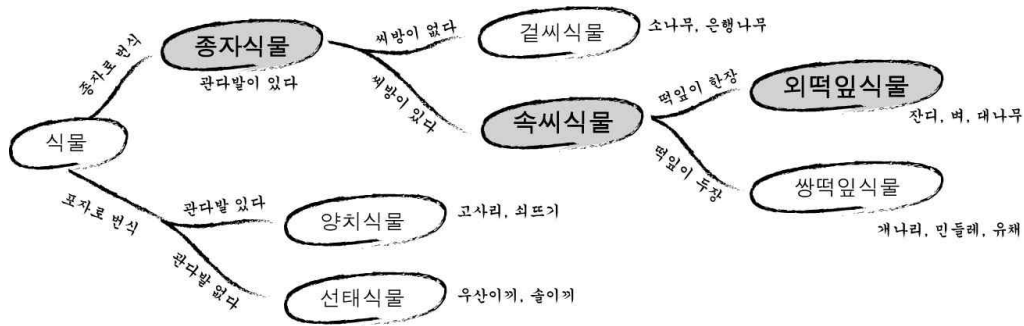 식물
종자로 번식
종자식물
관다발이 있다
씨방이 없다
겉씨식물
소나무, 은행나무
씨방이 있다
속씨식물
떡잎이 한장
외떡잎식물
잔디, 벼, 대나무
떡잎이 두장
쌍떡잎식물
개나리, 민들레, 유채
포자로 번식
관다발 있다
양치식물
고사리, 쇠뜨기
관다발 없다
선태식물
우산이끼, 솔이끼